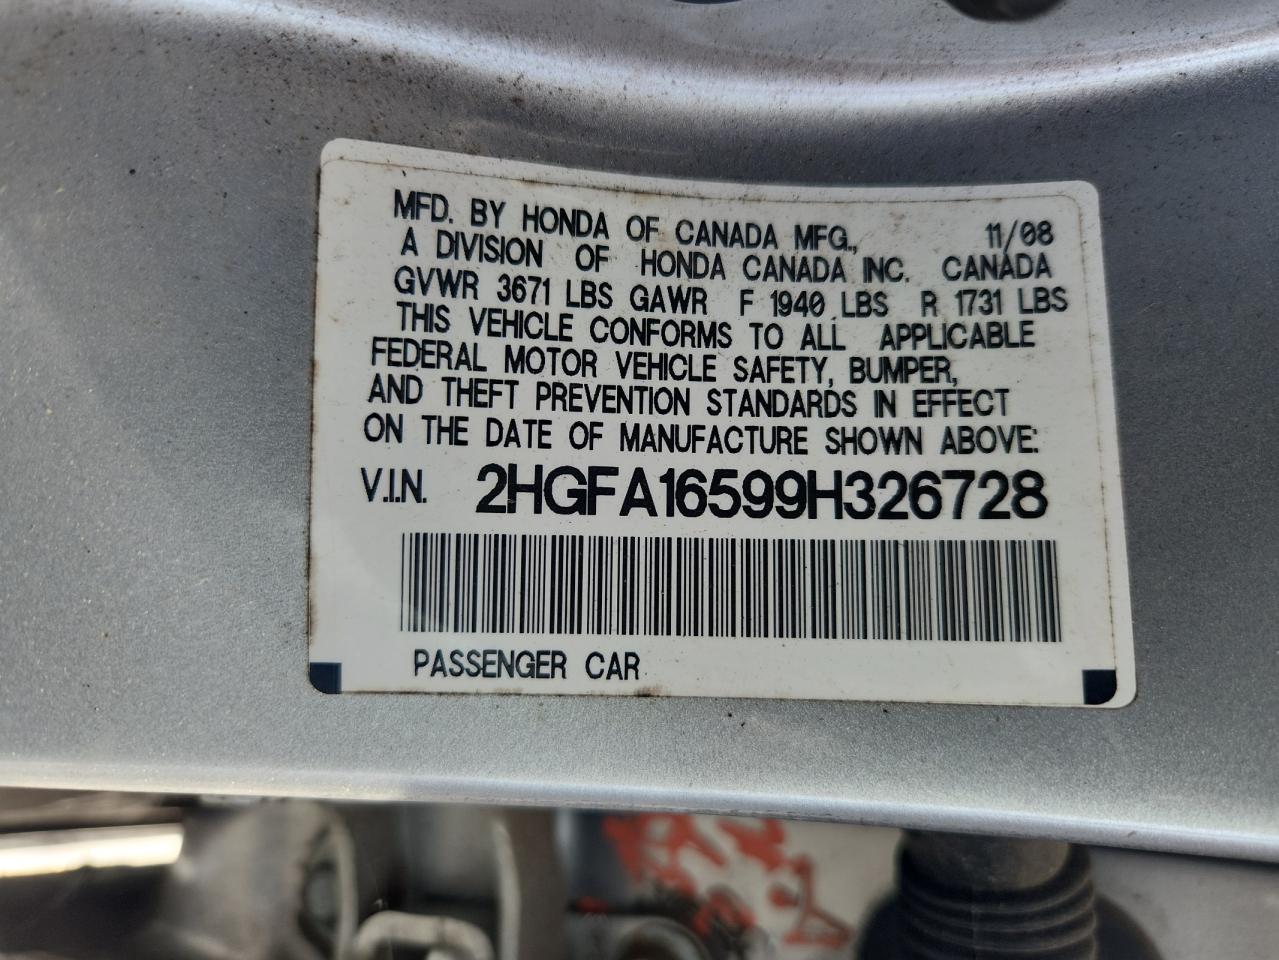 MFD. BY HONDA OF CANADA MFG., 11/08
A DIVISION OF HONDA CANADA INC. CANADA
GVWR 3671 LBS GAWR F 1940 LBS R 1731 LBS
THIS VEHICLE CONFORMS TO ALL APPLICABLE
FEDERAL MOTOR VEHICLE SAFETY, BUMPER,
AND THEFT PREVENTION STANDARDS IN EFFECT
ON THE DATE OF MANUFACTURE SHOWN ABOVE:
V.I.N. 2HGFA16599H326728
PASSENGER CAR